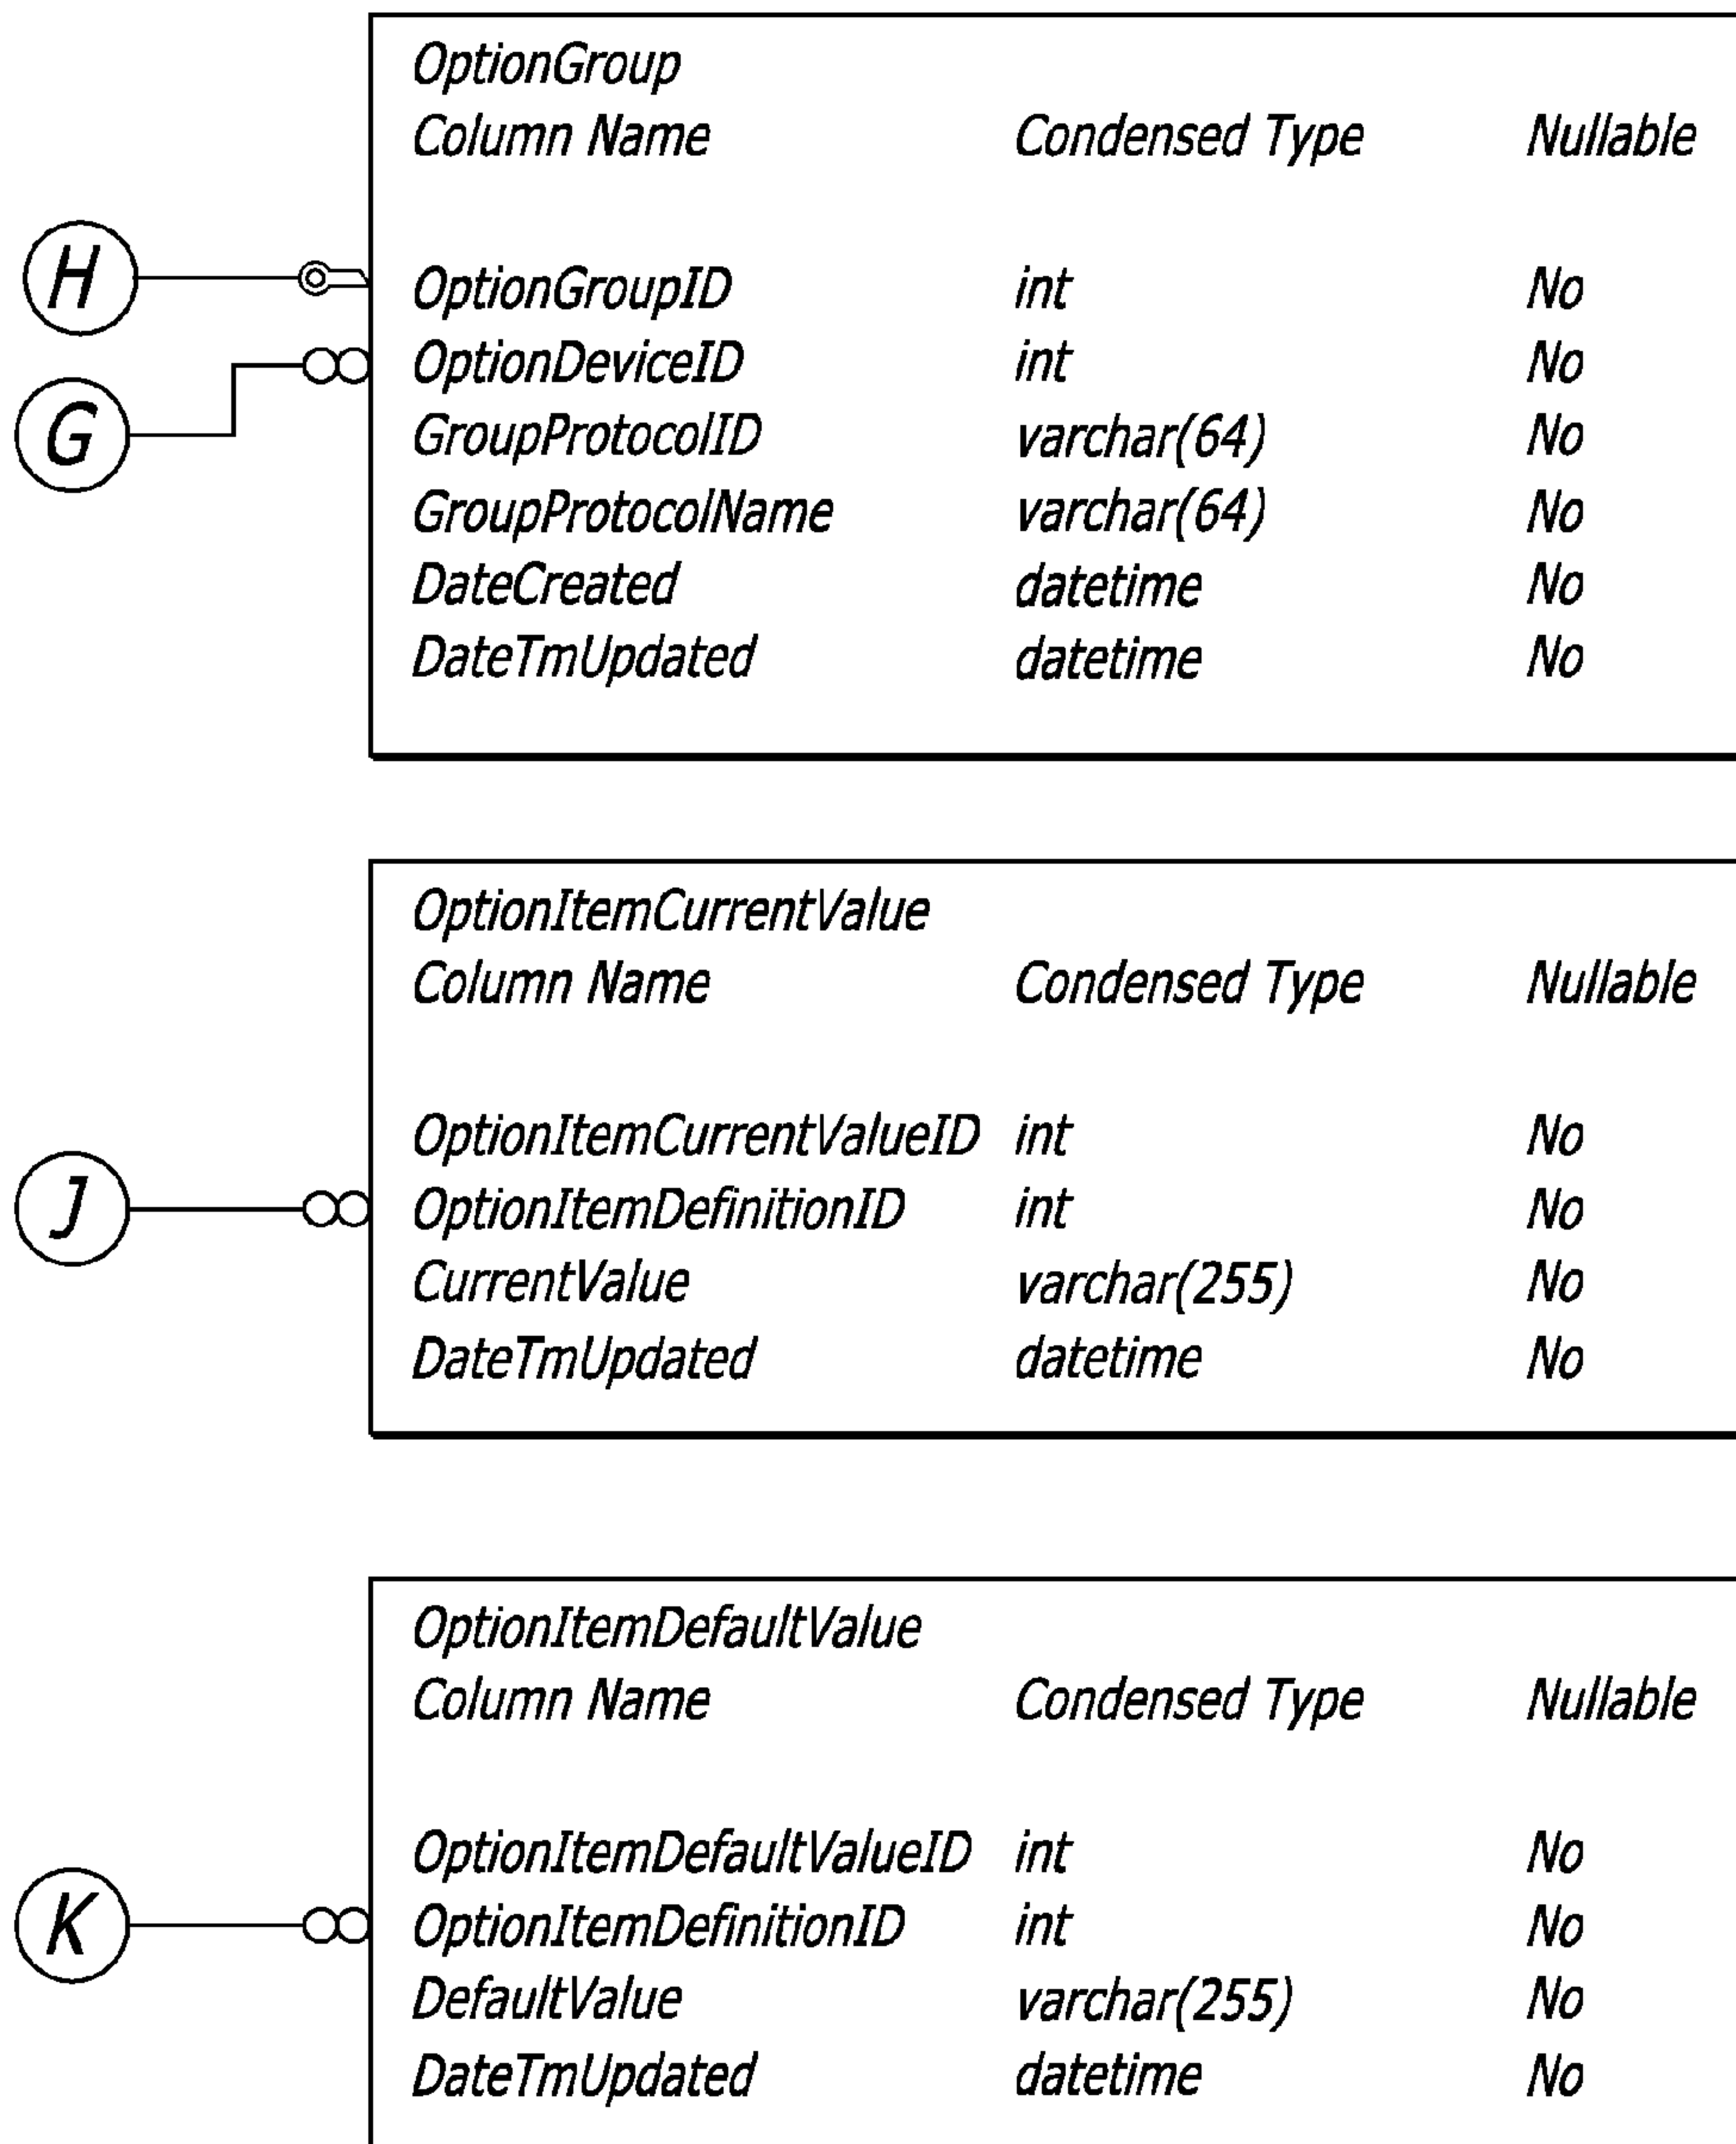 OptionGroup
Column Name Condensed Type Nullable
H
OptionGroupID int No
OptionDeviceID int No
G
GroupProtocolID varchar(64) No
GroupProtocolName varchar(64) No
DateCreated datetime No
DateTmUpdated datetime No
OptionItemCurrentValue
Column Name Condensed Type Nullable
OptionItemCurrentValueID int No
J
OptionItemDefinitionID int No
CurrentValue varchar(255) No
DateTmUpdated datetime No
OptionItemDefaultValue
Column Name Condensed Type Nullable
OptionItemDefaultValueID int No
K
OptionItemDefinitionID int No
DefaultValue varchar(255) No
DateTmUpdated datetime No